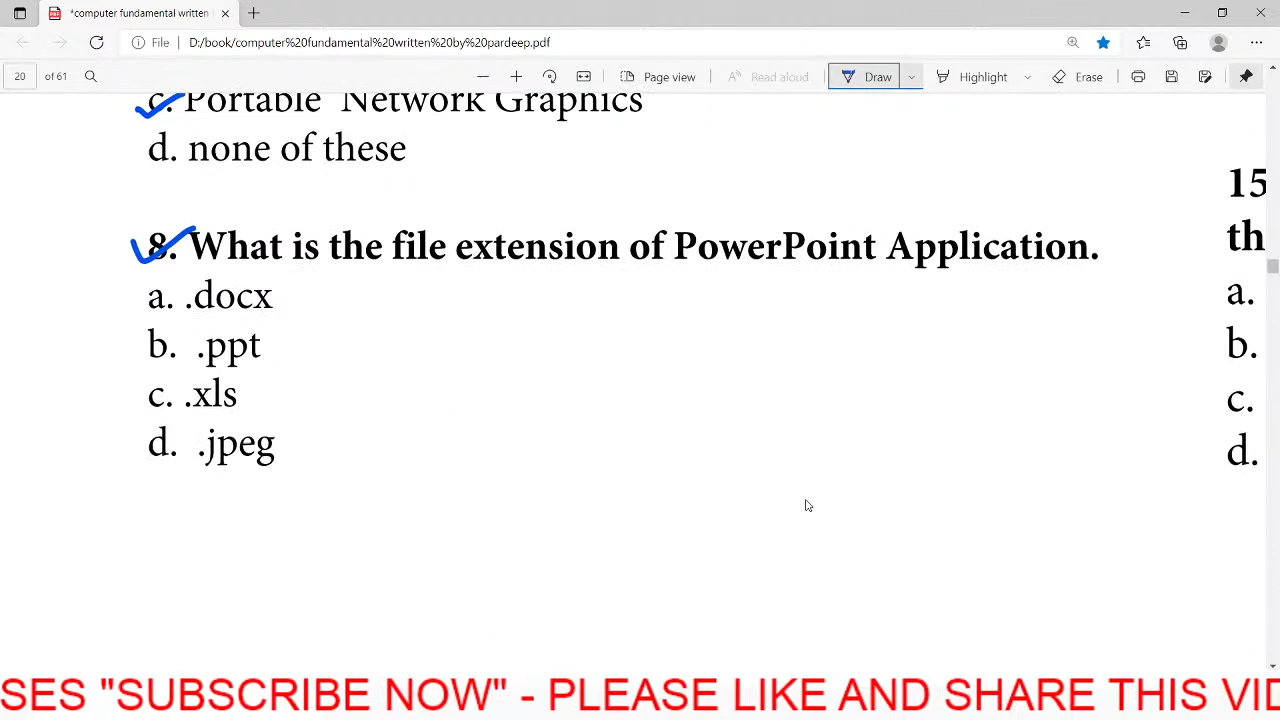 *computer fundamental written
File D:/book/computer%20fundamental%20written%20by%20pardeep.pdf
20 of 61 Page view Read aloud Draw Highlight Erase
c. Portable Network Graphics
d. none of these
8. What is the file extension of PowerPoint Application.
a. .docx
b. .ppt
c. .xls
d. .jpeg
15
th
a.
b.
c.
d.
SES "SUBSCRIBE NOW" - PLEASE LIKE AND SHARE THIS VID